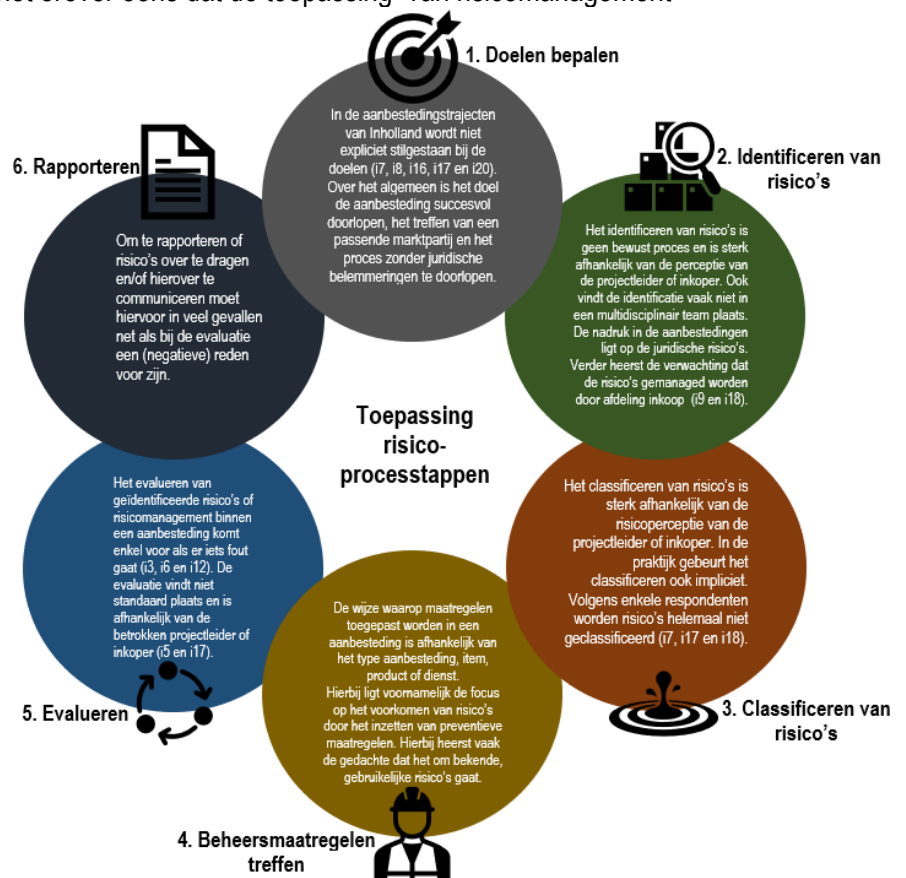 het erover eens dat de toepassing van risicomanagement
1. Doelen bepalen
In de aanbestedingstrajecten
van Inholland wordt niet
expliciet stilgestaan bij de
doelen (i7, i8, i16, i17 en i20).
Over het algemeen is het doel
de aanbesteding succesvol
doorlopen, het treffen van een
passende marktpartij en het
proces zonder juridische
belemmeringen te doorlopen.
2. Identificeren van
risico's
Het identificeren van risico's is
geen bewust proces en is sterk
afhankelijk van de perceptie van
de projectleider of inkoper. Ook
vindt de identificatie vaak niet in
een multidisciplinair team plaats.
De nadruk in de aanbestedingen
ligt op de juridische risico's.
Verder heerst de verwachting dat
de risico's gemanaged worden
door afdeling inkoop (i9 en i18).
6. Rapporteren
Om te rapporteren of
risico's over te dragen
en/of hierover te
communiceren moet
hiervoor in veel gevallen
net als bij de evaluatie
een (negatieve) reden
voor zijn.
Toepassing
risico-
processtappen
Het classificeren van risico's is
sterk afhankelijk van de
risicoperceptie van de
projectleider of inkoper. In de
praktijk gebeurt het
classificeren ook impliciet.
Volgens enkele respondenten
worden risico's helemaal niet
geclassificeerd (i7, i17 en i18).
3. Classificeren van
risico's
Het evalueren van
geïdentificeerde risico's of
risicomanagement binnen
een aanbesteding komt
enkel voor als er iets fout
gaat (i3, i6 en i12). De
evaluatie vindt niet
standaard plaats en is
afhankelijk van de
betrokken projectleider of
inkoper (i5 en i17).
5. Evalueren
De wijze waarop maatregelen
toegepast worden in een
aanbesteding is afhankelijk van
het type aanbesteding, item,
product of dienst.
Hierbij ligt voornamelijk de focus
op het voorkomen van risico's
door het inzetten van preventieve
maatregelen. Hierbij heerst vaak
de gedachte dat het om bekende,
gebruikelijke risico's gaat.
4. Beheersmaatregelen
treffen